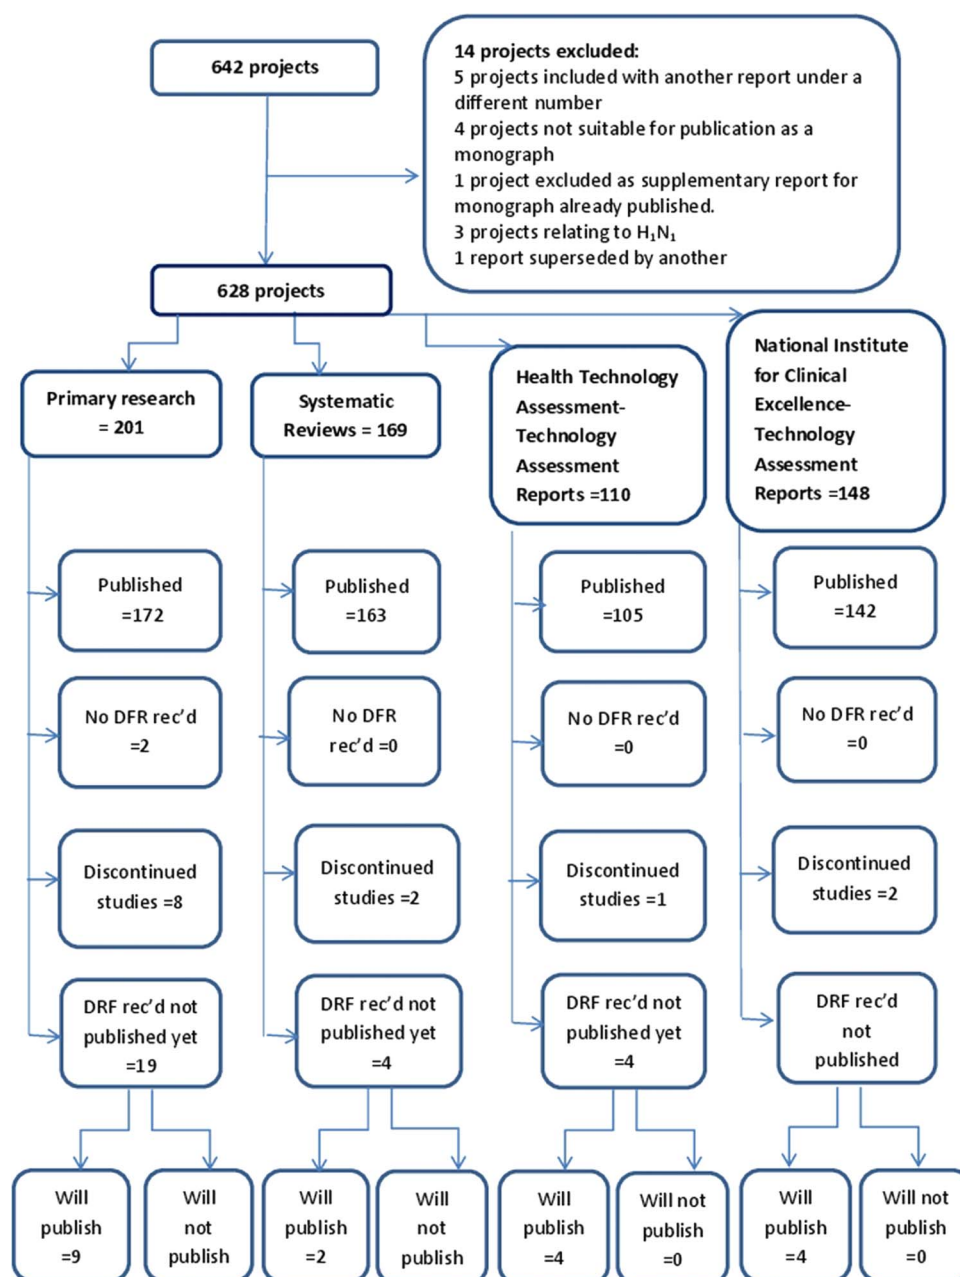 642 projects
14 projects excluded:
5 projects included with another report under a
different number
4 projects not suitable for publication as a
monograph
1 project excluded as supplementary report for
monograph already published.
3 projects relating to H₁N₁
1 report superseded by another
628 projects
Primary research
= 201
Systematic
Reviews = 169
Health Technology
Assessment-
Technology
Assessment
Reports =110
National Institute
for Clinical
Excellence-
Technology
Assessment
Reports =148
Published
=172
Published
=163
Published
=105
Published
=142
No DFR rec’d
=2
No DFR
rec’d =0
No DFR rec’d
=0
No DFR rec’d
=0
Discontinued
studies =8
Discontinued
studies =2
Discontinued
studies =1
Discontinued
studies =2
DRF rec’d not
published yet
=19
DRF rec’d not
published yet
=4
DRF rec’d not
published yet
=4
DRF rec’d
not
published
Will
publish
=9
Will
not
publish
Will
publish
=2
Will
not
publish
Will
publish
=4
Will not
publish
=0
Will
publish
=4
Will not
publish
=0